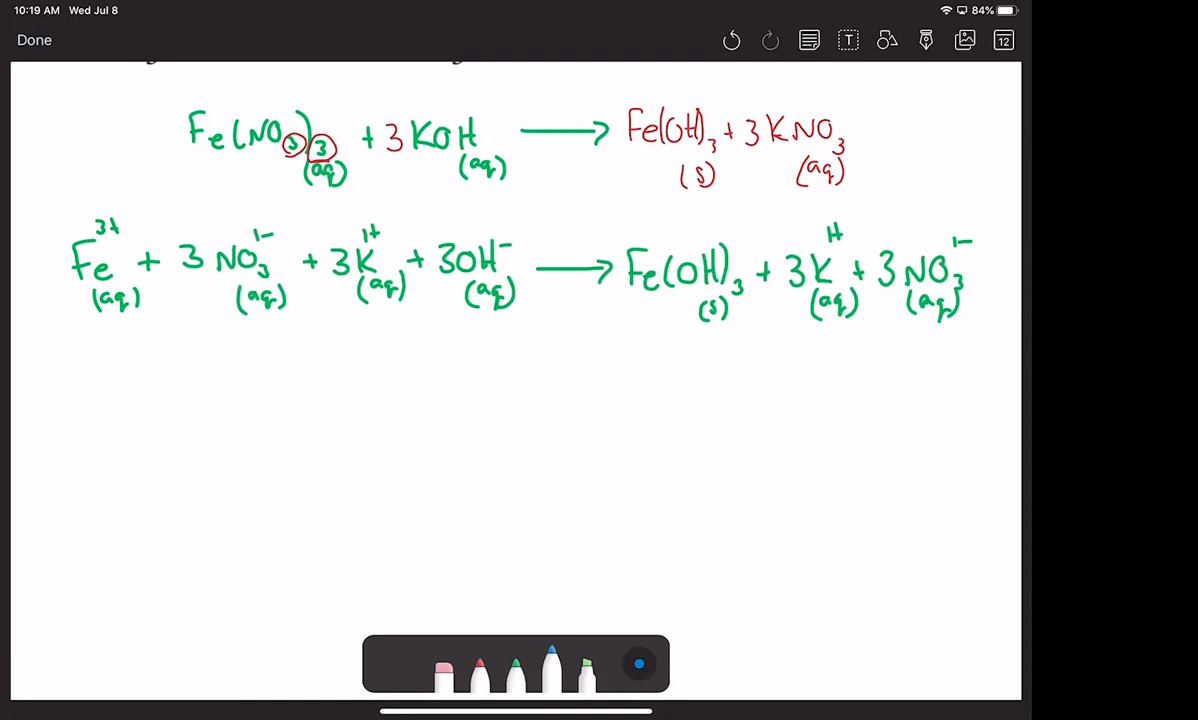 10:19 AM Wed Jul 8 84%
Done T 12
Fe(NO3)3 (aq) + 3KOH (aq) ⟶ Fe(OH)3 (s) + 3KNO3 (aq)
Fe3+ (aq) + 3NO3 1- (aq) + 3K1+ (aq) + 3OH- (aq) ⟶ Fe(OH)3 (s) + 3K1+ (aq) + 3NO3 1- (aq)